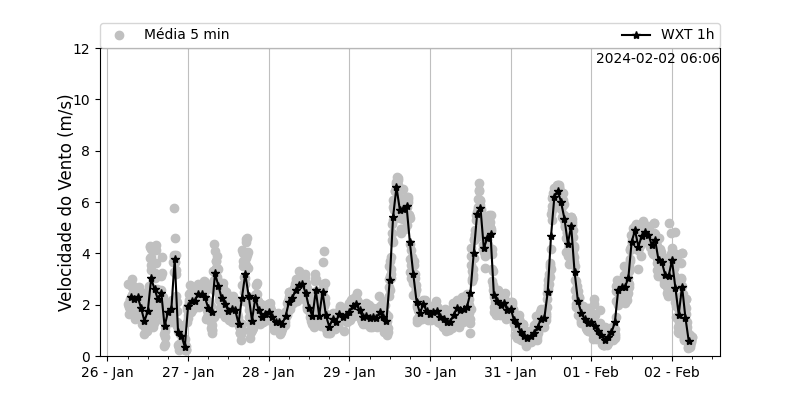 Média 5 min
WXT 1h
2024-02-02 06:06
Velocidade do Vento (m/s)
12
10
8
6
4
2
0
26 - Jan
27 - Jan
28 - Jan
29 - Jan
30 - Jan
31 - Jan
01 - Feb
02 - Feb